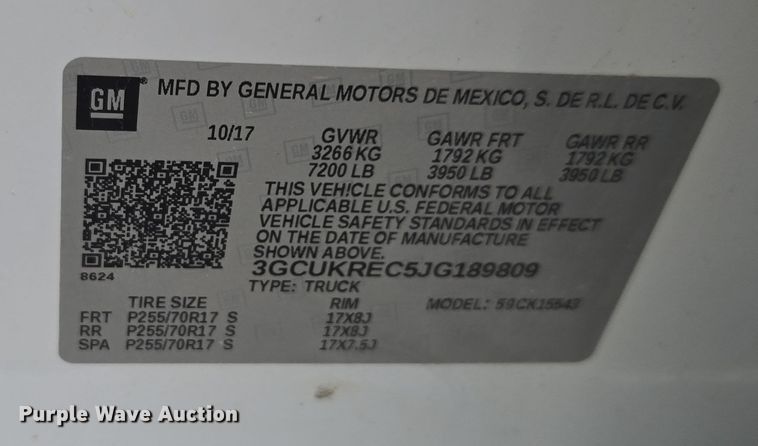 GM MFD BY GENERAL MOTORS DE MEXICO, S. DE R.L. DE C.V.
10/17 GVWR GAWR FRT GAWR RR
3266 KG 1792 KG 1792 KG
7200 LB 3950 LB 3950 LB
THIS VEHICLE CONFORMS TO ALL
APPLICABLE U.S. FEDERAL MOTOR
VEHICLE SAFETY STANDARDS IN EFFECT
ON THE DATE OF MANUFACTURE
SHOWN ABOVE.
8624
3GCUKREC5JG189809
TYPE: TRUCK
TIRE SIZE RIM MODEL: 59CK15543
FRT P255/70R17 S 17X8J
RR P255/70R17 S 17X8J
SPA P255/70R17 S 17X7.5J
Purple Wave Auction